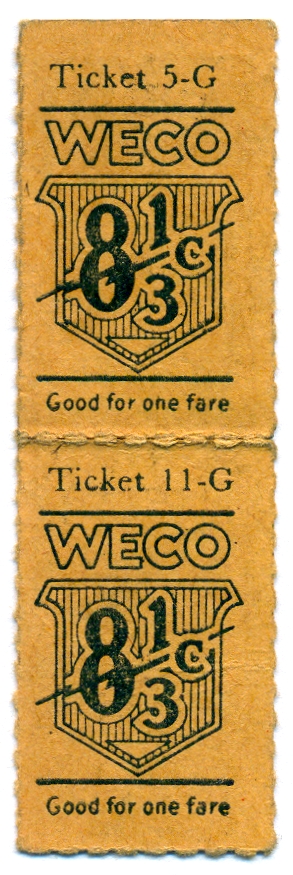 Ticket 5-G
WECO
8 1/3 c
Good for one fare
Ticket 11-G
WECO
8 1/3 c
Good for one fare